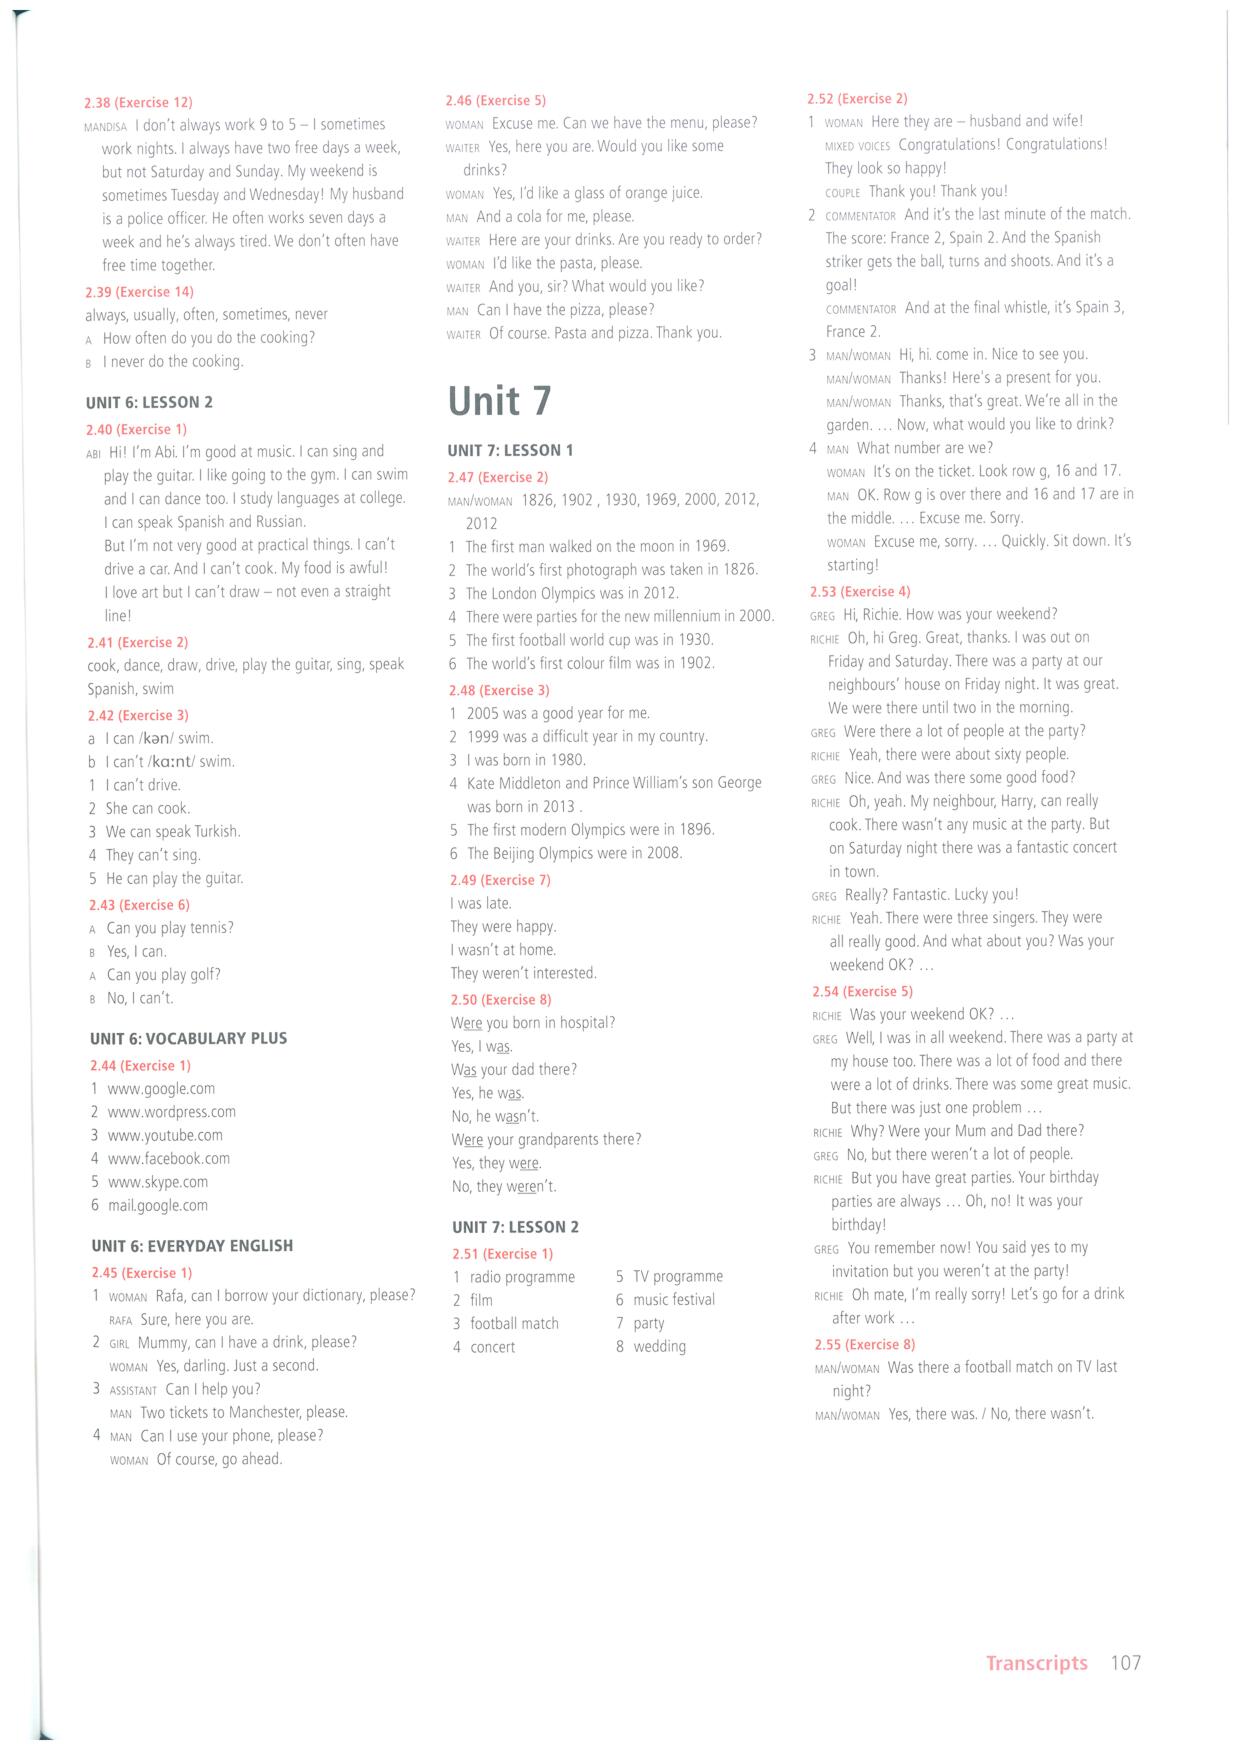 2.38 (Exercise 12)
MANDISA I don't always work 9 to 5 – I sometimes
work nights. I always have two free days a week,
but not Saturday and Sunday. My weekend is
sometimes Tuesday and Wednesday! My husband
is a police officer. He often works seven days a
week and he's always tired. We don't often have
free time together.
2.39 (Exercise 14)
always, usually, often, sometimes, never
A How often do you do the cooking?
B I never do the cooking.
UNIT 6: LESSON 2
2.40 (Exercise 1)
ABI Hi! I'm Abi. I'm good at music. I can sing and
play the guitar. I like going to the gym. I can swim
and I can dance too. I study languages at college.
I can speak Spanish and Russian.
But I'm not very good at practical things. I can't
drive a car. And I can't cook. My food is awful!
I love art but I can't draw – not even a straight
line!
2.41 (Exercise 2)
cook, dance, draw, drive, play the guitar, sing, speak
Spanish, swim
2.42 (Exercise 3)
a I can /kən/ swim.
b I can't /kɑːnt/ swim.
1 I can't drive.
2 She can cook.
3 We can speak Turkish.
4 They can't sing.
5 He can play the guitar.
2.43 (Exercise 6)
A Can you play tennis?
B Yes, I can.
A Can you play golf?
B No, I can't.
UNIT 6: VOCABULARY PLUS
2.44 (Exercise 1)
1 www.google.com
2 www.wordpress.com
3 www.youtube.com
4 www.facebook.com
5 www.skype.com
6 mail.google.com
UNIT 6: EVERYDAY ENGLISH
2.45 (Exercise 1)
1 WOMAN Rafa, can I borrow your dictionary, please?
RAFA Sure, here you are.
2 GIRL Mummy, can I have a drink, please?
WOMAN Yes, darling. Just a second.
3 ASSISTANT Can I help you?
MAN Two tickets to Manchester, please.
4 MAN Can I use your phone, please?
WOMAN Of course, go ahead.
2.46 (Exercise 5)
WOMAN Excuse me. Can we have the menu, please?
WAITER Yes, here you are. Would you like some
drinks?
WOMAN Yes, I'd like a glass of orange juice.
MAN And a cola for me, please.
WAITER Here are your drinks. Are you ready to order?
WOMAN I'd like the pasta, please.
WAITER And you, sir? What would you like?
MAN Can I have the pizza, please?
WAITER Of course. Pasta and pizza. Thank you.
Unit 7
UNIT 7: LESSON 1
2.47 (Exercise 2)
MAN/WOMAN 1826, 1902 , 1930, 1969, 2000, 2012,
2012
1 The first man walked on the moon in 1969.
2 The world's first photograph was taken in 1826.
3 The London Olympics was in 2012.
4 There were parties for the new millennium in 2000.
5 The first football world cup was in 1930.
6 The world's first colour film was in 1902.
2.48 (Exercise 3)
1 2005 was a good year for me.
2 1999 was a difficult year in my country.
3 I was born in 1980.
4 Kate Middleton and Prince William's son George
was born in 2013 .
5 The first modern Olympics were in 1896.
6 The Beijing Olympics were in 2008.
2.49 (Exercise 7)
I was late.
They were happy.
I wasn't at home.
They weren't interested.
2.50 (Exercise 8)
Were you born in hospital?
Yes, I was.
Was your dad there?
Yes, he was.
No, he wasn't.
Were your grandparents there?
Yes, they were.
No, they weren't.
UNIT 7: LESSON 2
2.51 (Exercise 1)
1 radio programme
2 film
3 football match
4 concert
5 TV programme
6 music festival
7 party
8 wedding
2.52 (Exercise 2)
1 WOMAN Here they are – husband and wife!
MIXED VOICES Congratulations! Congratulations!
They look so happy!
COUPLE Thank you! Thank you!
2 COMMENTATOR And it's the last minute of the match.
The score: France 2, Spain 2. And the Spanish
striker gets the ball, turns and shoots. And it's a
goal!
COMMENTATOR And at the final whistle, it's Spain 3,
France 2.
3 MAN/WOMAN Hi, hi. come in. Nice to see you.
MAN/WOMAN Thanks! Here's a present for you.
MAN/WOMAN Thanks, that's great. We're all in the
garden. ... Now, what would you like to drink?
4 MAN What number are we?
WOMAN It's on the ticket. Look row g, 16 and 17.
MAN OK. Row g is over there and 16 and 17 are in
the middle. ... Excuse me. Sorry.
WOMAN Excuse me, sorry. ... Quickly. Sit down. It's
starting!
2.53 (Exercise 4)
GREG Hi, Richie. How was your weekend?
RICHIE Oh, hi Greg. Great, thanks. I was out on
Friday and Saturday. There was a party at our
neighbours' house on Friday night. It was great.
We were there until two in the morning.
GREG Were there a lot of people at the party?
RICHIE Yeah, there were about sixty people.
GREG Nice. And was there some good food?
RICHIE Oh, yeah. My neighbour, Harry, can really
cook. There wasn't any music at the party. But
on Saturday night there was a fantastic concert
in town.
GREG Really? Fantastic. Lucky you!
RICHIE Yeah. There were three singers. They were
all really good. And what about you? Was your
weekend OK? ...
2.54 (Exercise 5)
RICHIE Was your weekend OK? ...
GREG Well, I was in all weekend. There was a party at
my house too. There was a lot of food and there
were a lot of drinks. There was some great music.
But there was just one problem ...
RICHIE Why? Were your Mum and Dad there?
GREG No, but there weren't a lot of people.
RICHIE But you have great parties. Your birthday
parties are always ... Oh, no! It was your
birthday!
GREG You remember now! You said yes to my
invitation but you weren't at the party!
RICHIE Oh mate, I'm really sorry! Let's go for a drink
after work ...
2.55 (Exercise 8)
MAN/WOMAN Was there a football match on TV last
night?
MAN/WOMAN Yes, there was. / No, there wasn't.
Transcripts 107